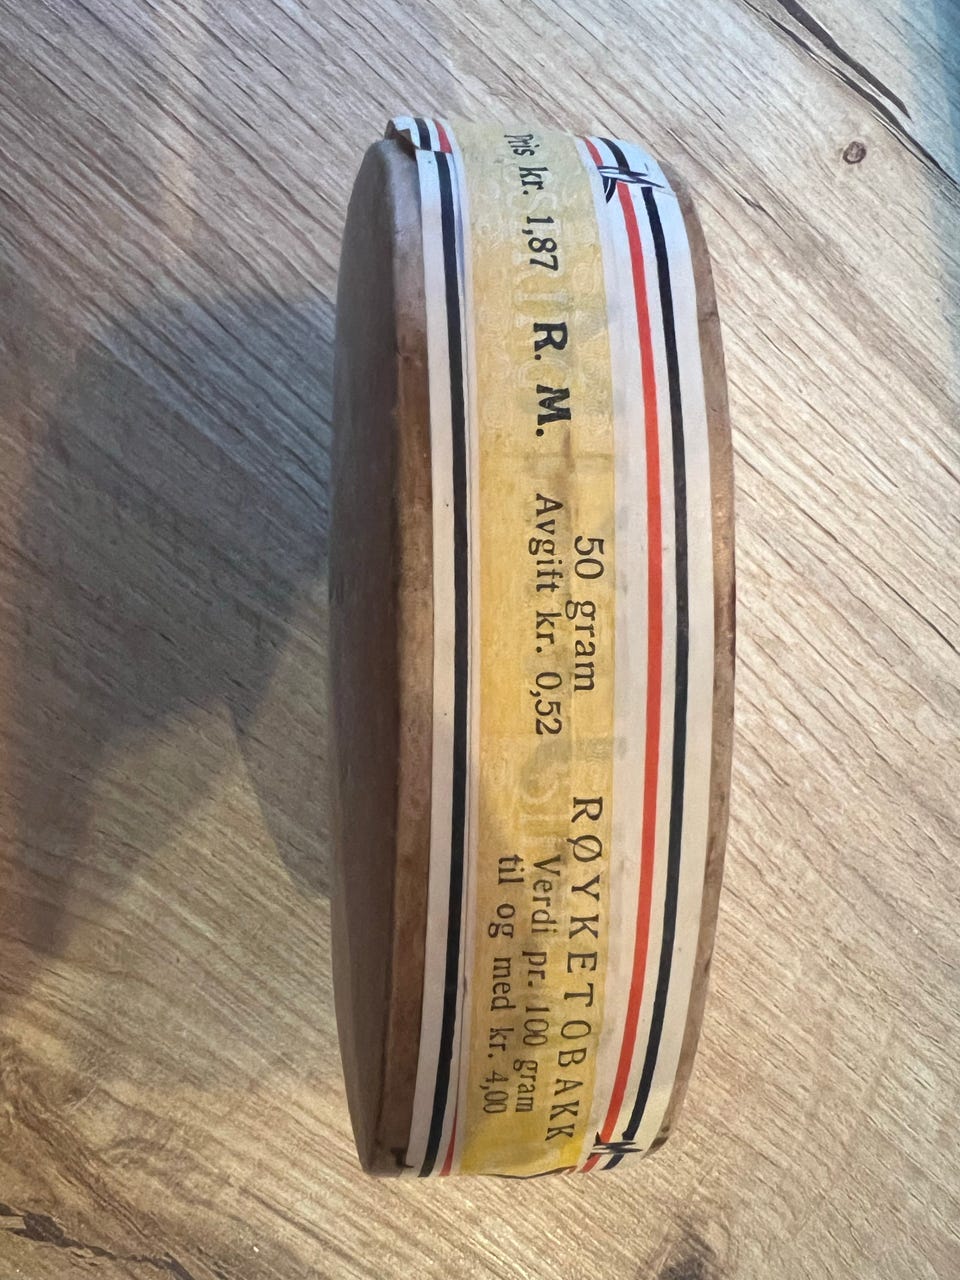 50 gram RØYKETOBAKK
Pris kr. 1,87 R. M. Avgift kr. 0,52 Verdi pr. 100 gram
til og med kr. 4,00